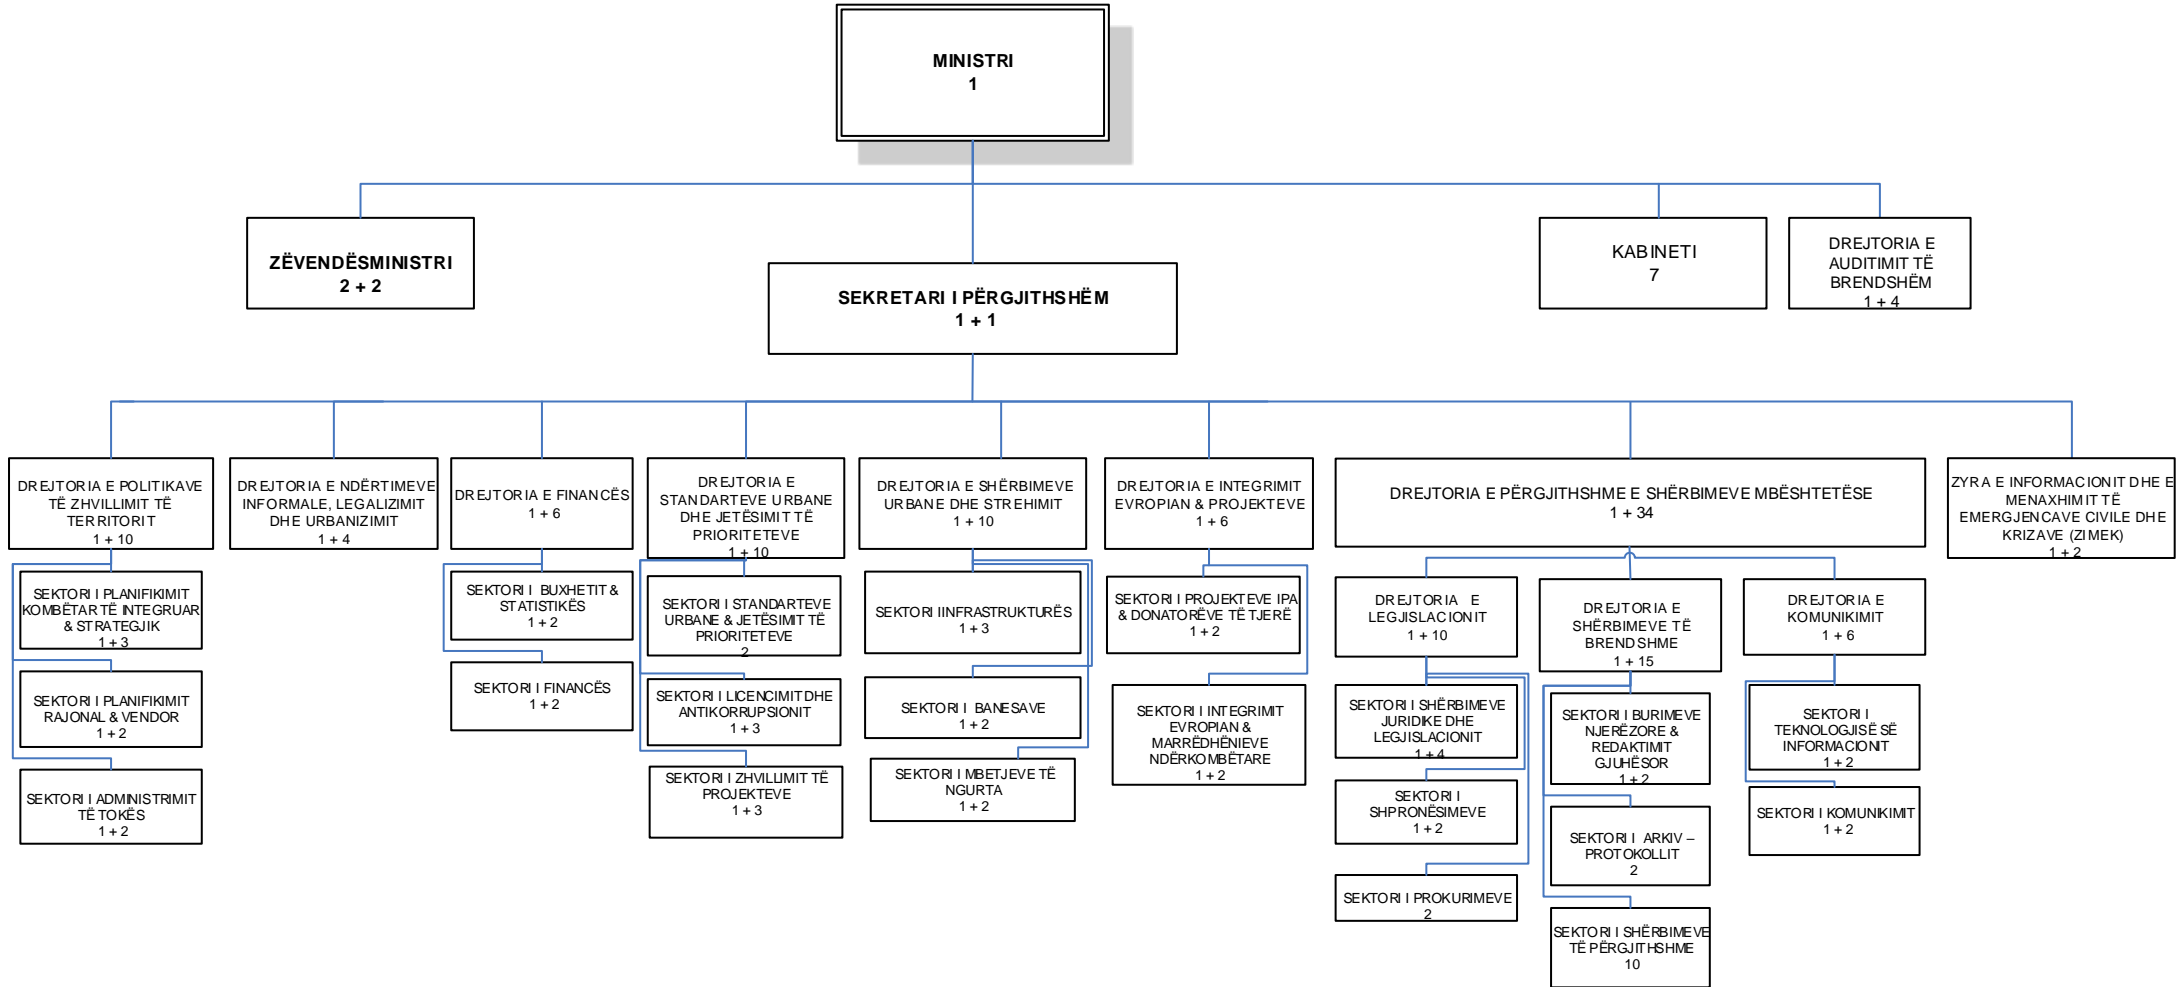 MINISTRI
1
ZËVENDËSMINISTRI
2 + 2
SEKRETARI I PËRGJITHSHËM
1 + 1
KABINETI
7
DREJTORIA E
AUDITIMIT TË
BRENDSHËM
1 + 4
DREJTORIA E POLITIKAVE
TË ZHVILLIMIT TË
TERRITORIT
1 + 10
DREJTORIA E NDËRTIMEVE
INFORMALE, LEGALIZIMIT
DHE URBANIZIMIT
1 + 4
DREJTORIA E FINANCËS
1 + 6
DREJTORIA E
STANDARTEVE URBANE
DHE JETËSIMIT TË
PRIORITETEVE
1 + 10
DREJTORIA E SHËRBIMEVE
URBANE DHE STREHIMIT
1 + 10
DREJTORIA E INTEGRIMIT
EVROPIAN & PROJEKTEVE
1 + 6
DREJTORIA E PËRGJITHSHME E SHËRBIMEVE MBËSHTETËSE
1 + 34
ZYRA E INFORMACIONIT DHE E
MENAXHIMIT TË
EMERGJENCAVE CIVILE DHE
KRIZAVE (ZIMEK)
1 + 2
SEKTORI I PLANIFIKIMIT
KOMBËTAR TË INTEGRUAR
& STRATEGJIK
1 + 3
SEKTORI I PLANIFIKIMIT
RAJONAL & VENDOR
1 + 2
SEKTORI I ADMINISTRIMIT
TË TOKËS
1 + 2
SEKTORI I BUXHETIT &
STATISTIKËS
1 + 2
SEKTORI I FINANCËS
1 + 2
SEKTORI I STANDARTEVE
URBANE & JETËSIMIT TË
PRIORITETEVE
2
SEKTORI I LICENCIMIT DHE
ANTIKORRUPSIONIT
1 + 3
SEKTORI I ZHVILLIMIT TË
PROJEKTEVE
1 + 3
SEKTORI IINFRASTRUKTURËS
1 + 3
SEKTORI I BANESAVE
1 + 2
SEKTORI I MBETJEVE TË
NGURTA
1 + 2
SEKTORI I PROJEKTEVE IPA
& DONATORËVE TË TJERË
1 + 2
SEKTORI I INTEGRIMIT
EVROPIAN &
MARRËDHËNIEVE
NDËRKOMBËTARE
1 + 2
DREJTORIA E
LEGJISLACIONIT
1 + 10
SEKTORI I SHËRBIMEVE
JURIDIKE DHE
LEGJISLACIONIT
1 + 4
SEKTORI I
SHPRONËSIMEVE
1 + 2
SEKTORI I PROKURIMEVE
2
DREJTORIA E
SHËRBIMEVE TË
BRENDSHME
1 + 15
SEKTORI I BURIMEVE
NJERËZORE &
REDAKTIMIT
GJUHËSOR
1 + 2
SEKTORI I ARKIV –
PROTOKOLLIT
2
SEKTORI I SHËRBIMEVE
TË PËRGJITHSHME
10
DREJTORIA E
KOMUNIKIMIT
1 + 6
SEKTORI I
TEKNOLOGJISË SË
INFORMACIONIT
1 + 2
SEKTORI I KOMUNIKIMIT
1 + 2